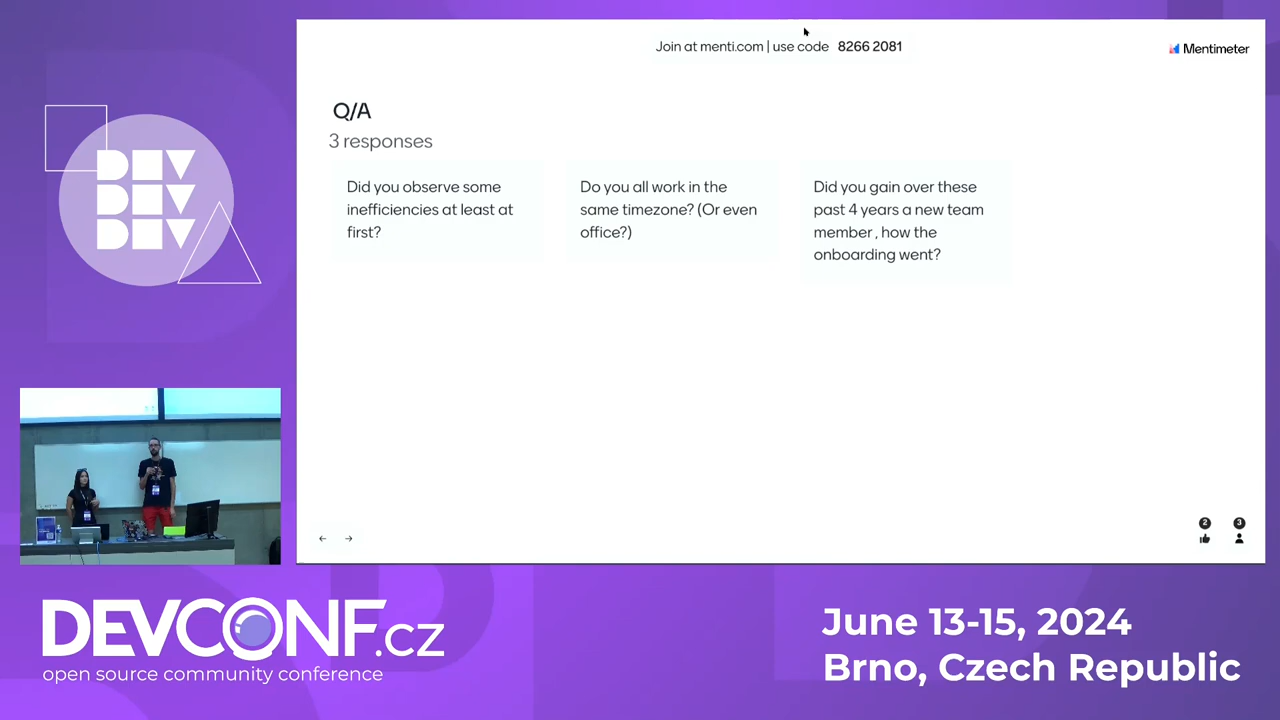 Join at menti.com | use code 8266 2081
Mentimeter
Q/A
3 responses
Did you observe some
inefficiencies at least at
first?
Do you all work in the
same timezone? (Or even
office?)
Did you gain over these
past 4 years a new team
member , how the
onboarding went?
2
3
DEV
DEV
DEV
DEVCONF.cz
open source community conference
June 13-15, 2024
Brno, Czech Republic